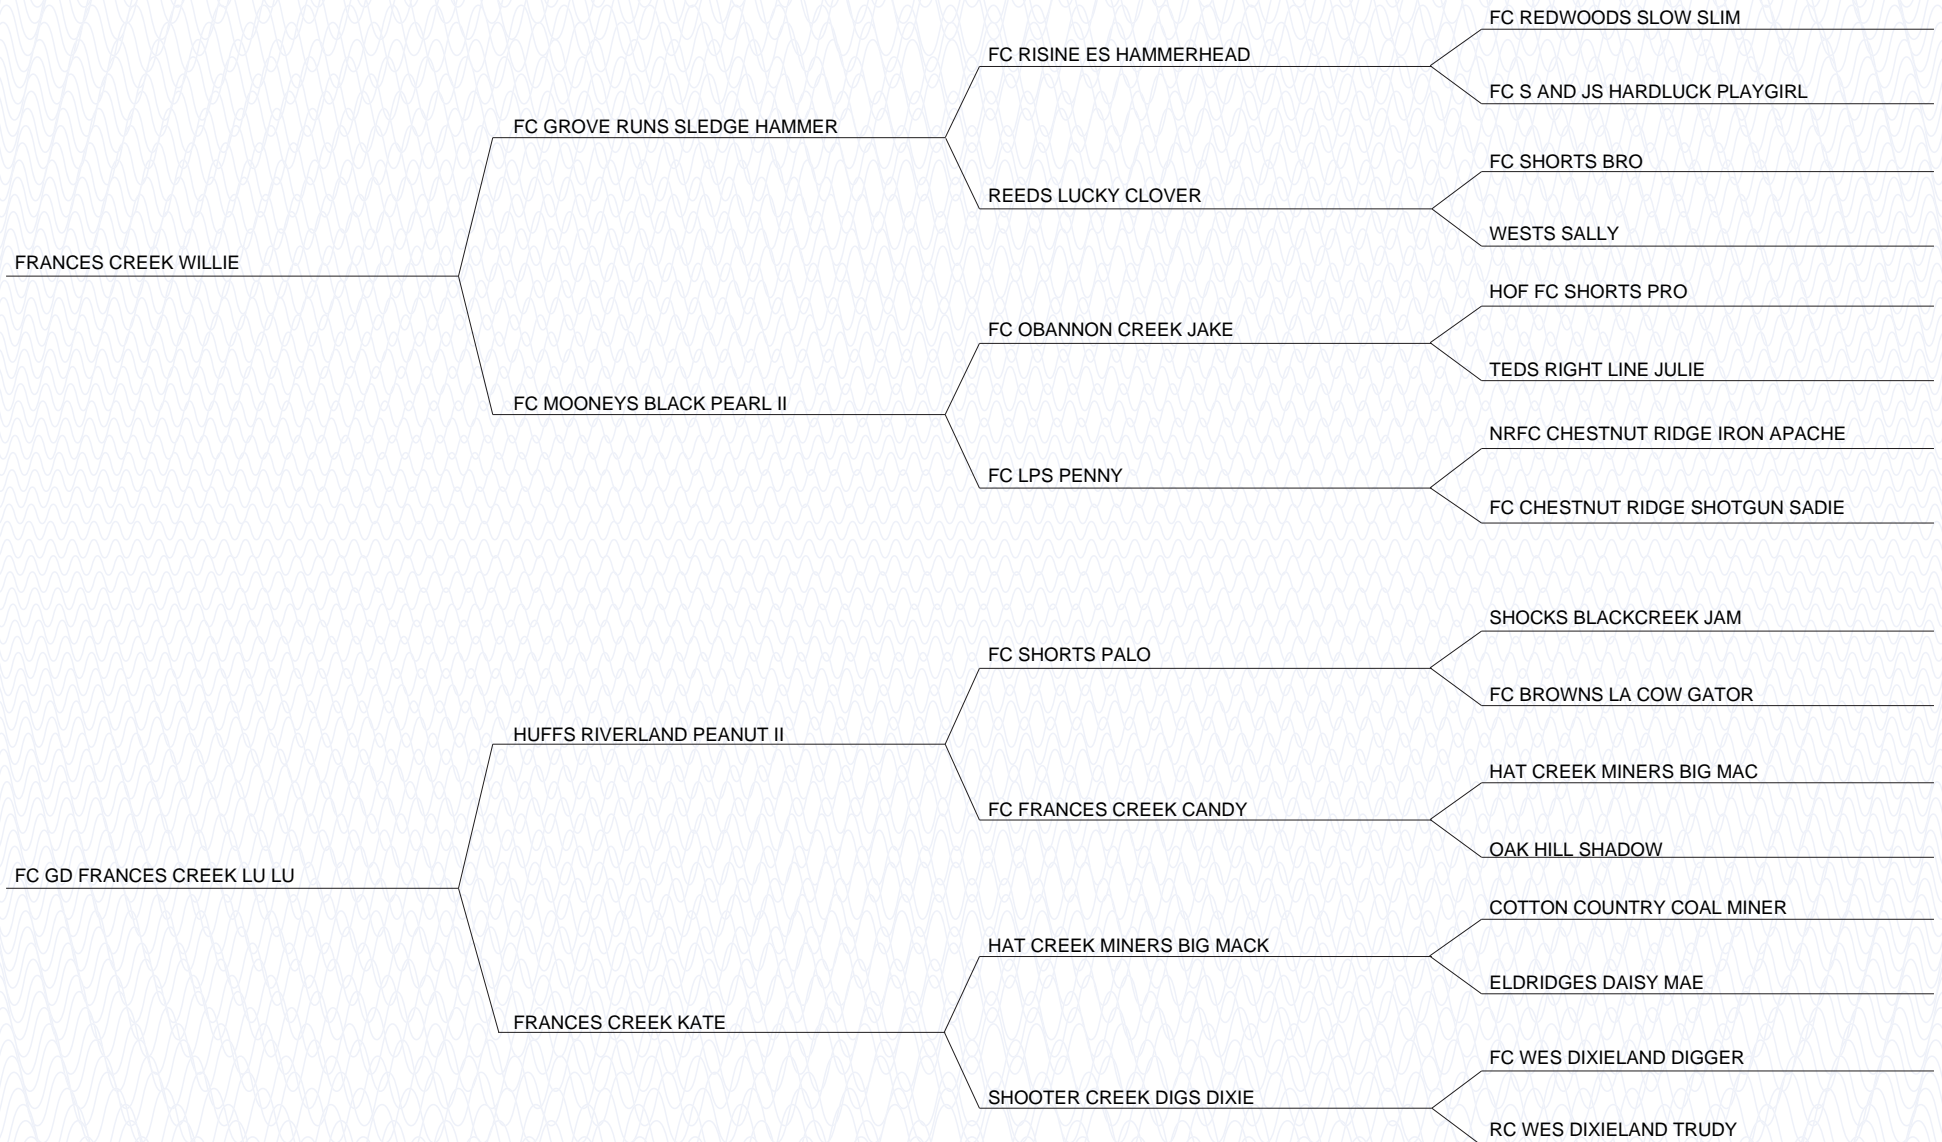 FRANCES CREEK WILLIE
FC GROVE RUNS SLEDGE HAMMER
FC RISINE ES HAMMERHEAD
FC REDWOODS SLOW SLIM
FC S AND JS HARDLUCK PLAYGIRL
REEDS LUCKY CLOVER
FC SHORTS BRO
WESTS SALLY
FC MOONEYS BLACK PEARL II
FC OBANNON CREEK JAKE
HOF FC SHORTS PRO
TEDS RIGHT LINE JULIE
FC LPS PENNY
NRFC CHESTNUT RIDGE IRON APACHE
FC CHESTNUT RIDGE SHOTGUN SADIE
FC GD FRANCES CREEK LU LU
HUFFS RIVERLAND PEANUT II
FC SHORTS PALO
SHOCKS BLACKCREEK JAM
FC BROWNS LA COW GATOR
FC FRANCES CREEK CANDY
HAT CREEK MINERS BIG MAC
OAK HILL SHADOW
FRANCES CREEK KATE
HAT CREEK MINERS BIG MACK
COTTON COUNTRY COAL MINER
ELDRIDGES DAISY MAE
SHOOTER CREEK DIGS DIXIE
FC WES DIXIELAND DIGGER
RC WES DIXIELAND TRUDY